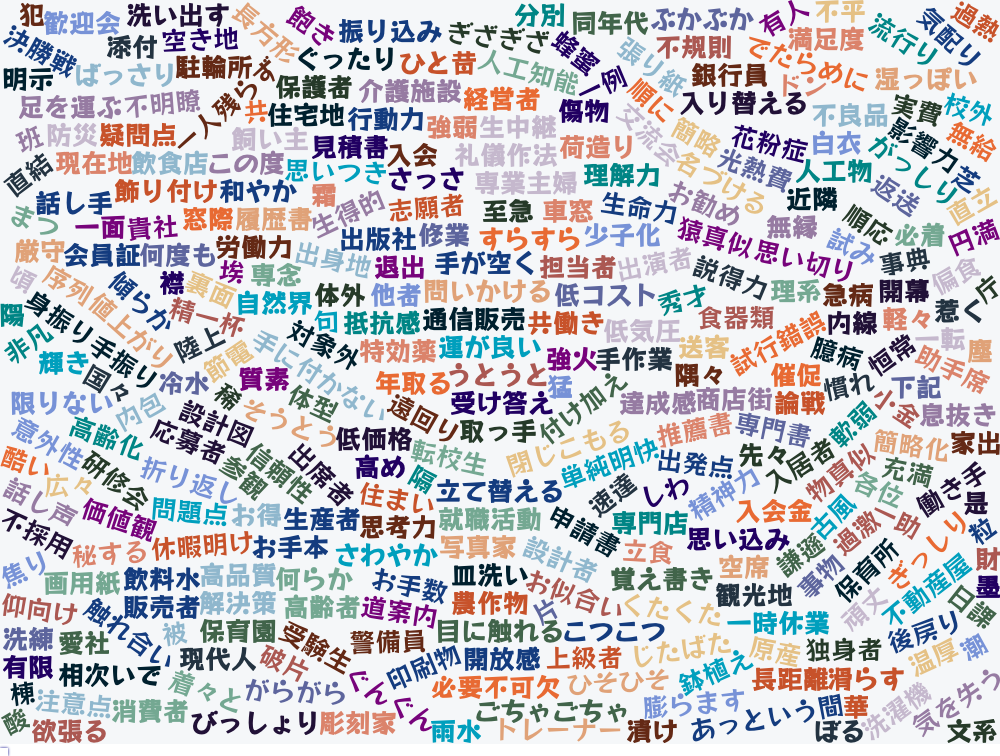 犯 歓迎会 洗い出す 長方形 飽き 振り込み ぎざぎざ 分別 同年代 ぶかぶか 有人 不平 流行り 気配り 過熱
決勝戦 添付 空き地 ぐったり ひと昔 人工知能 蜂蜜 一例 張り紙 不規則 でたらめに 満足度
明示 ばっさり 駐輪所 す 保護者 介護施設 経営者 順に 銀行員 ドン 湿っぽい
足を運ぶ 不明瞭 一人残らず 共 住宅地 行動力 傷物 入り替える 不良品 実費 校外
班 防災 疑問点 飼い主 見積書 強弱 生中継 荷造り 交流会 簡略 花粉症 白衣 影響力 無給
直結 現在地 飲食店 この度 思いつき 入会 礼儀作法 名づける 光熱費 人工物 がっしり 芝
話し手 飾り付け 和やか 霜 さっさ 専業主婦 理解力 お勧め 近隣 返送 直立
まつ 一面 貴社 窓際 履歴書 生得的 志願者 至急 車窓 生命力 無縁 順応 必着 円満
厳守 会員証 何度も 労働力 出身地 出版社 修業 すらすら 少子化 猿真似 思い切り 試み 事典 偏食
頃 序列 値上がり 傾らか 襟 裏面 埃 専念 退出 手が空く 担当者 出演者 説得力 理系 急病 開幕 惹く 庁
陽 身振り手振り 精一杯 自然界 体外 他者 問いかける 低コスト 秀才 食器類 内線 軽々 一転 塵
非凡 輝き 陸上 節電 句 抵抗感 通信販売 共働き 低気圧 試行錯誤 臆病 恒常 助手席
国々 冷水 質素 手に付かない 対象外 特効薬 運が良い 強火 手作業 送客 隅々 催促 慣れ 下記
限りない 内包 稀 そうとう 体型 年取る うとうと 猛 受け答え 付け加え 達成感 商店街 論戦 小金 息抜き
意外性 高齢化 設計図 応募者 遠回り 低価格 取っ手 閉じこもる 推薦書 専門書 軟弱 簡略化 家出
酷い 広々 研修会 折り返し 参観 信頼性 出席者 高め 転校生 隔 単純明快 出発点 先々 入居者 物真似 充満 働き手
話し声 価値観 問題点 お得 生産者 住まい 立て替える 速達 しわ 精神力 入会金 各位 古風 是
不採用 秘する 休暇明け お手本 思考力 就職活動 申請書 専門店 思い込み 謙遜 過激 一助 ぎっしり 粒
焦り 画用紙 飲料水 高品質 何らか さわやか 写真家 設計者 立食 空席 事物 保育所 財
仰向け 触れ合い 販売者 解決策 高齢者 お手数 皿洗い お似合い 覚え書き 観光地 頑丈 不動産屋 日課 墨
洗練 愛社 被 保育園 受験生 道案内 農作物 片 くたくた 一時休業 後戻り
有限 相次いで 現代人 破片 警備員 目に触れる こつこつ じたばた 原産 独身者 温厚 潮
棟 注意点 着々と がらがら ぐんぐん 印刷物 開放感 上級者 ひそひそ 鉢植え 長距離 滑らす
酸 欲張る 消費者 びっしょり 彫刻家 雨水 必要不可欠 ごちゃごちゃ トレーナー 漬け 膨らます あっという間 華 ぼる 洗濯機 気を失う 文系